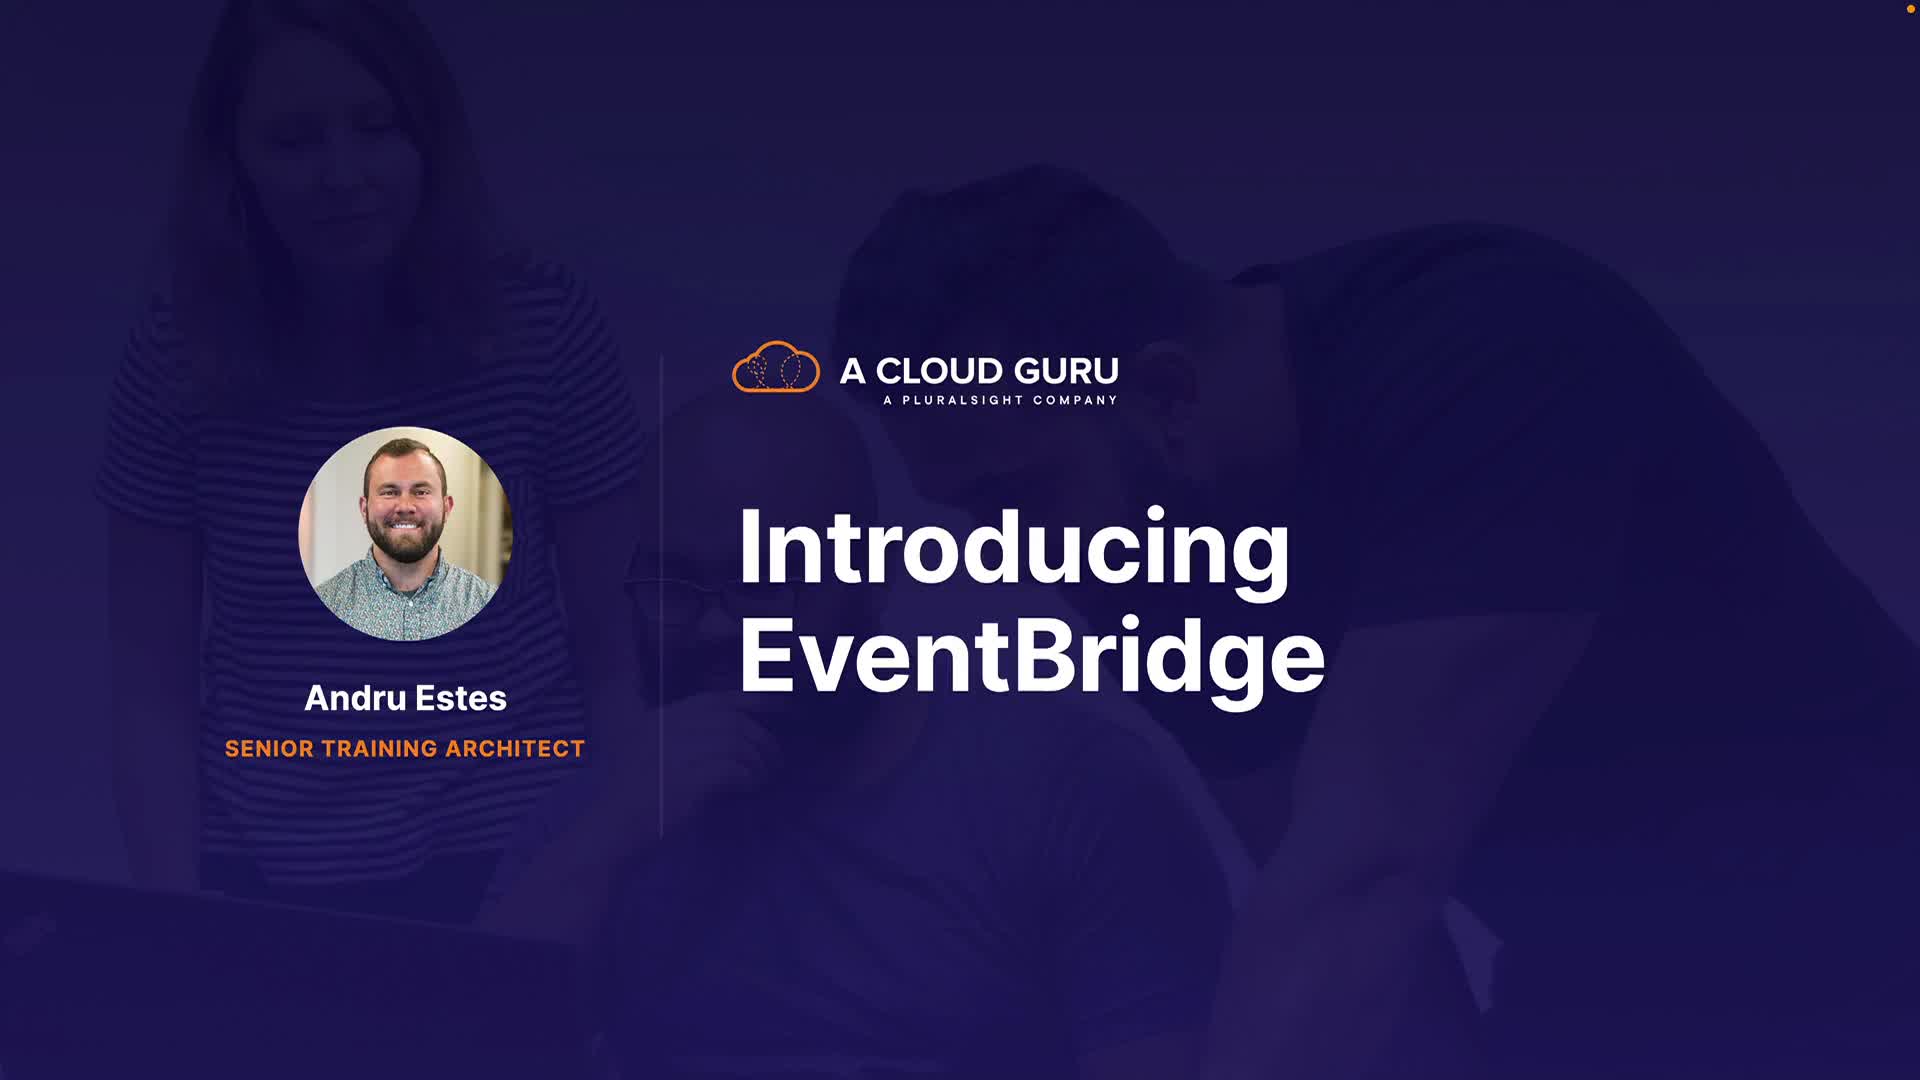 A CLOUD GURU
A PLURALSIGHT COMPANY
Introducing
EventBridge
Andru Estes
SENIOR TRAINING ARCHITECT